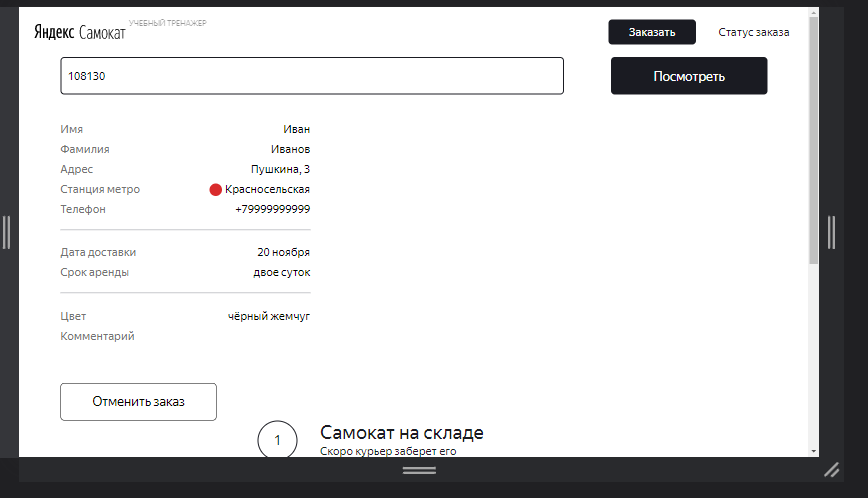 Яндекс Самокат УЧЕБНЫЙ ТРЕНАЖЕР
Заказать
Статус заказа
108130
Посмотреть
Имя Иван
Фамилия Иванов
Адрес Пушкина, 3
Станция метро Красносельская
Телефон +79999999999
Дата доставки 20 ноября
Срок аренды двое суток
Цвет чёрный жемчуг
Комментарий
Отменить заказ
1
Самокат на складе
Скоро курьер заберет его